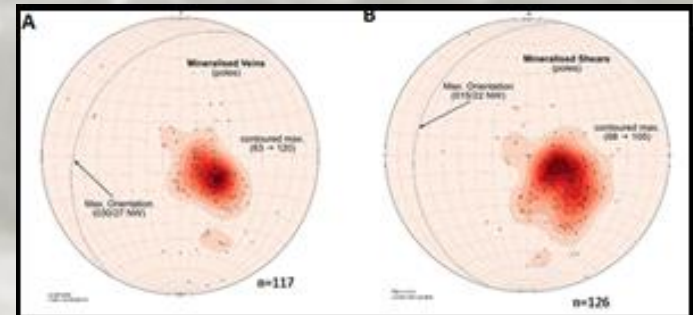 A
Mineralised Veins
(poles)
contoured max.
(63 → 120)
Max. Orientation
(030/27 NW)
n=117
B
Mineralised Shears
(poles)
Max. Orientation
(015/22 NW)
contoured max.
(68 → 105)
n=126